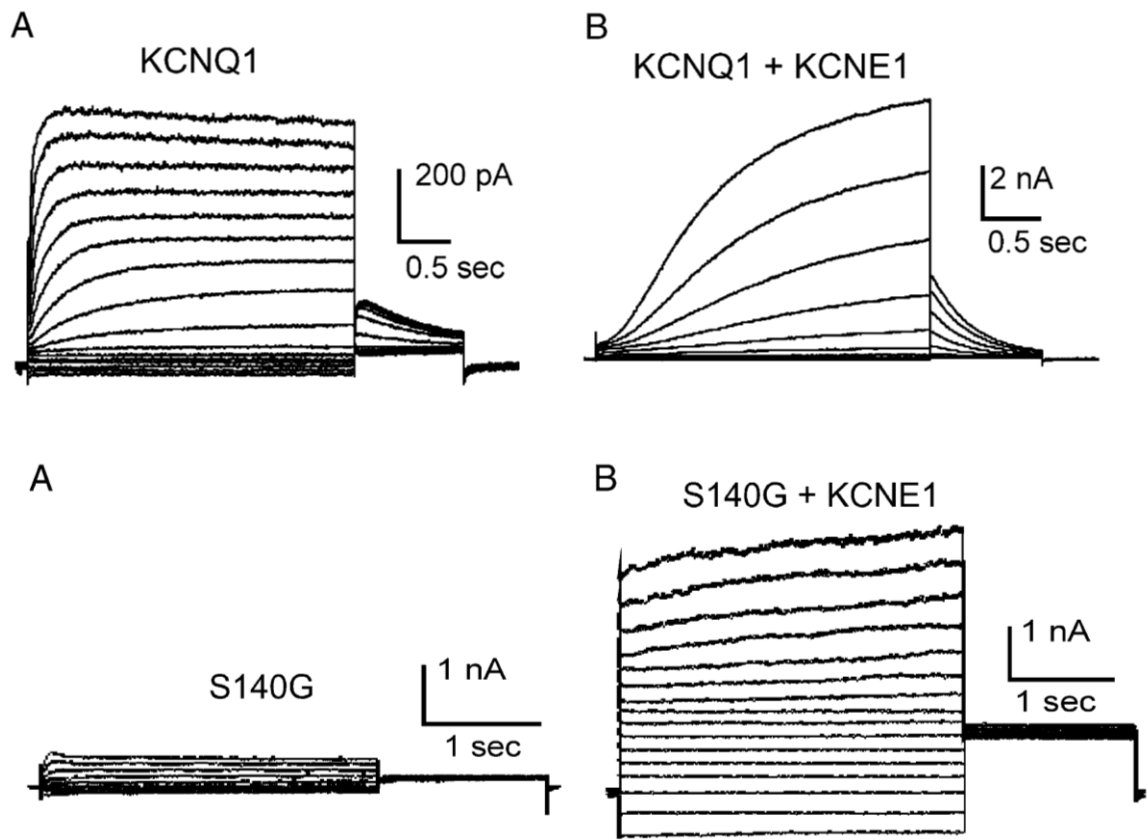 A
KCNQ1
200 pA
0.5 sec
B
KCNQ1 + KCNE1
2 nA
0.5 sec
A
S140G
1 nA
1 sec
B
S140G + KCNE1
1 nA
1 sec